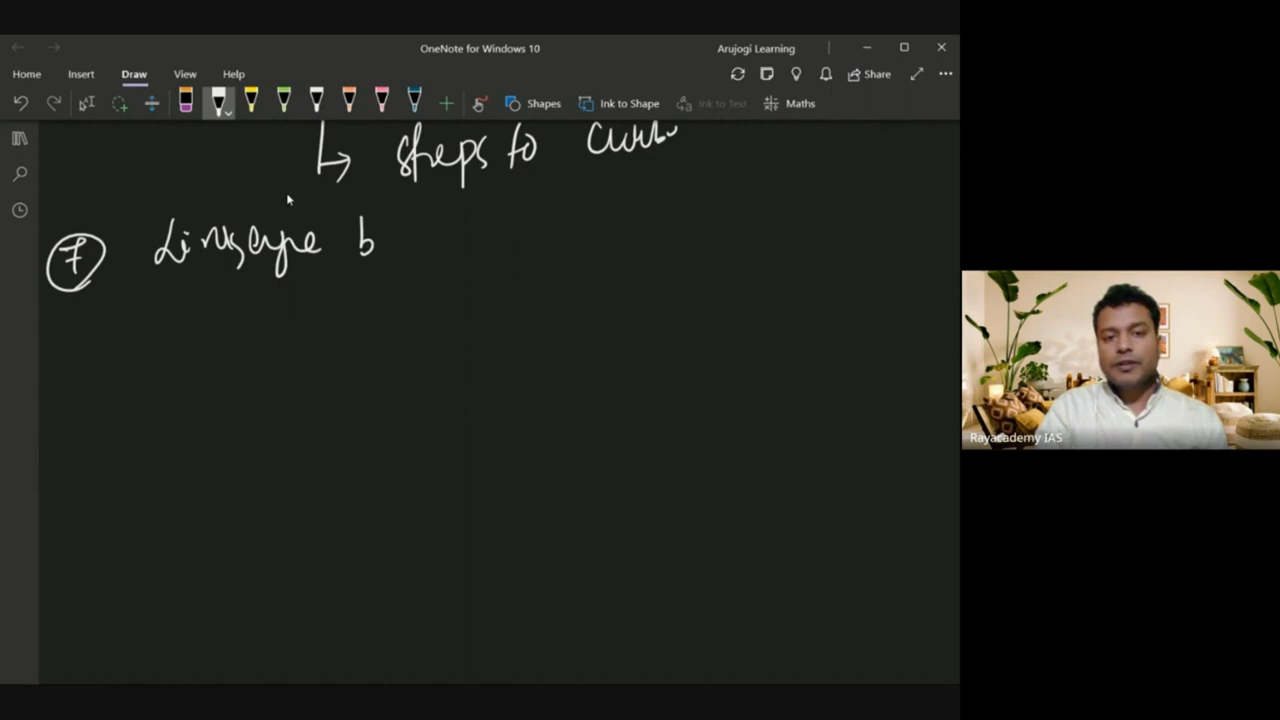 OneNote for Windows 10
Arujogi Learning
Home Insert Draw View Help
Share
Shapes Ink to Shape Ink to Text Maths
↳ Steps to
7 Linkage b
Rayacademy IAS